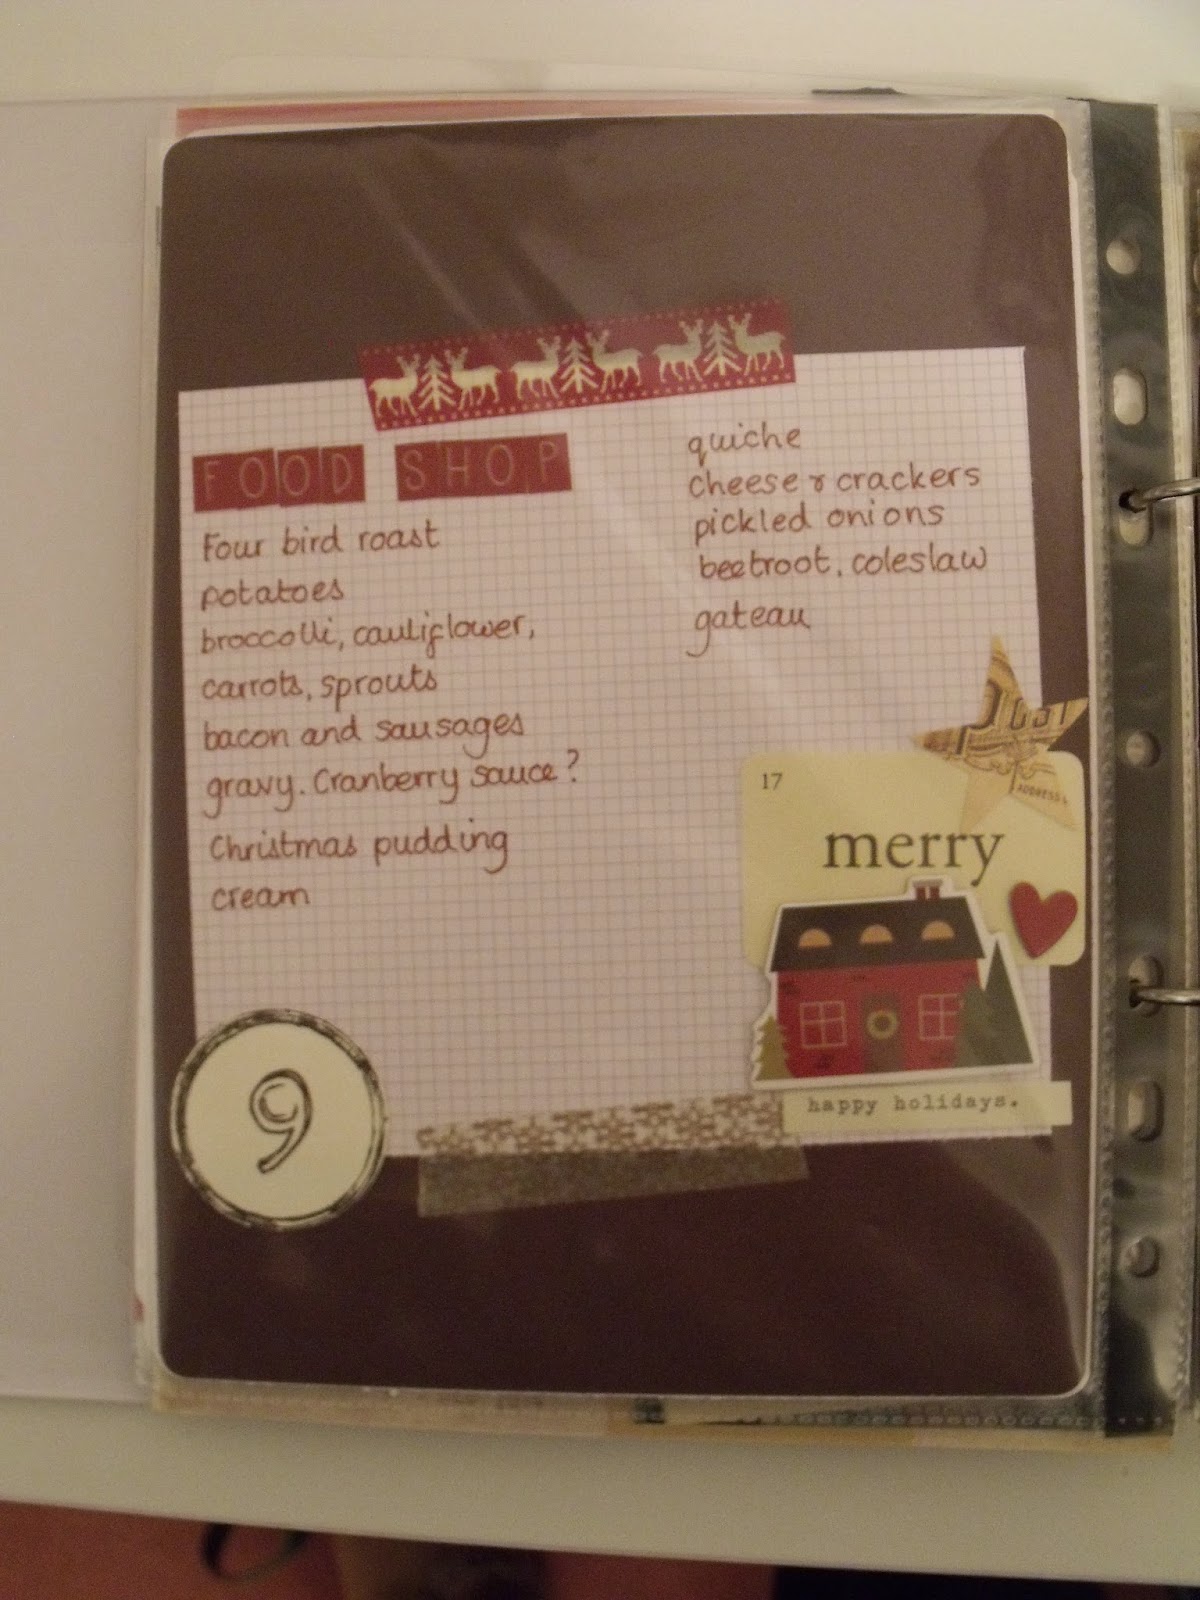 FOOD SHOP
Four bird roast
potatoes
broccolli, cauliflower,
carrots, sprouts
bacon and sausages
gravy. Cranberry sauce?
Christmas pudding
cream
quiche
cheese & crackers
pickled onions
beetroot, coleslaw
gateau
ADDRESS
17
merry
happy holidays.
9